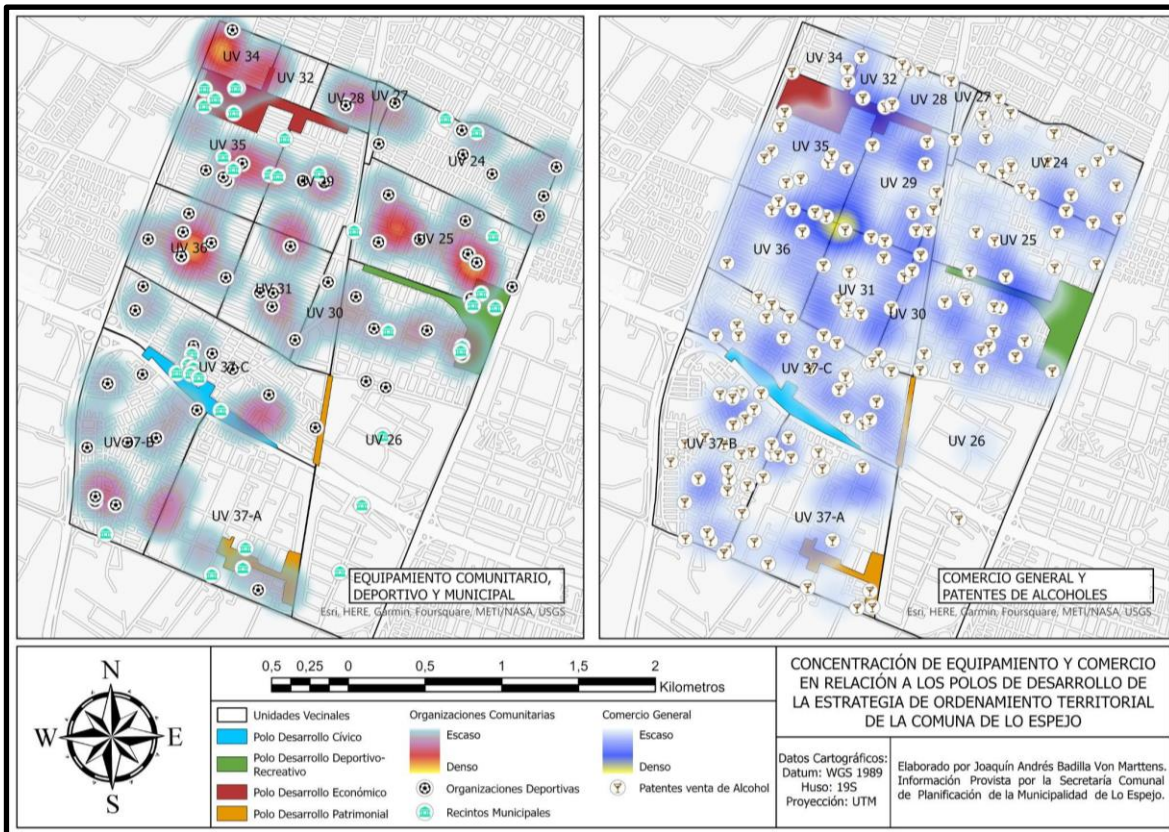 UV 34
UV 32
UV 28
UV 27
UV 24
UV 35
UV 29
UV 25
UV 36
UV 31
UV 30
UV 37-C
UV 37-B
UV 26
UV 37-A
EQUIPAMIENTO COMUNITARIO,
DEPORTIVO Y MUNICIPAL
Esri, HERE, Garmin, Foursquare, METI/NASA, USGS
UV 34
UV 32
UV 28
UV 27
UV 24
UV 35
UV 29
UV 25
UV 36
UV 31
UV 30
UV 37-C
UV 37-B
UV 26
UV 37-A
COMERCIO GENERAL Y
PATENTES DE ALCOHOLES
Esri, HERE, Garmin, Foursquare, METI/NASA, USGS
N
W
E
S
0,5 0,25 0 0,5 1 1,5 2
Kilometros
Unidades Vecinales
Polo Desarrollo Cívico
Polo Desarrollo Deportivo-
Recreativo
Polo Desarrollo Económico
Polo Desarrollo Patrimonial
Organizaciones Comunitarias
Escaso
Denso
Organizaciones Deportivas
Recintos Municipales
Comercio General
Escaso
Denso
Patentes venta de Alcohol
CONCENTRACIÓN DE EQUIPAMIENTO Y COMERCIO
EN RELACIÓN A LOS POLOS DE DESARROLLO DE
LA ESTRATEGIA DE ORDENAMIENTO TERRITORIAL
DE LA COMUNA DE LO ESPEJO
Datos Cartográficos:
Datum: WGS 1989
Huso: 19S
Proyección: UTM
Elaborado por Joaquín Andrés Badilla Von Marttens.
Información Provista por la Secretaría Comunal
de Planificación de la Municipalidad de Lo Espejo.